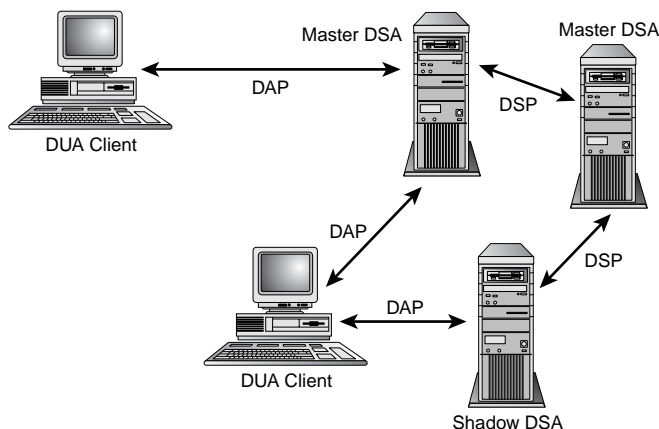 Master DSA
Master DSA
DAP
DSP
DUA Client
DAP
DSP
DAP
DUA Client
Shadow DSA